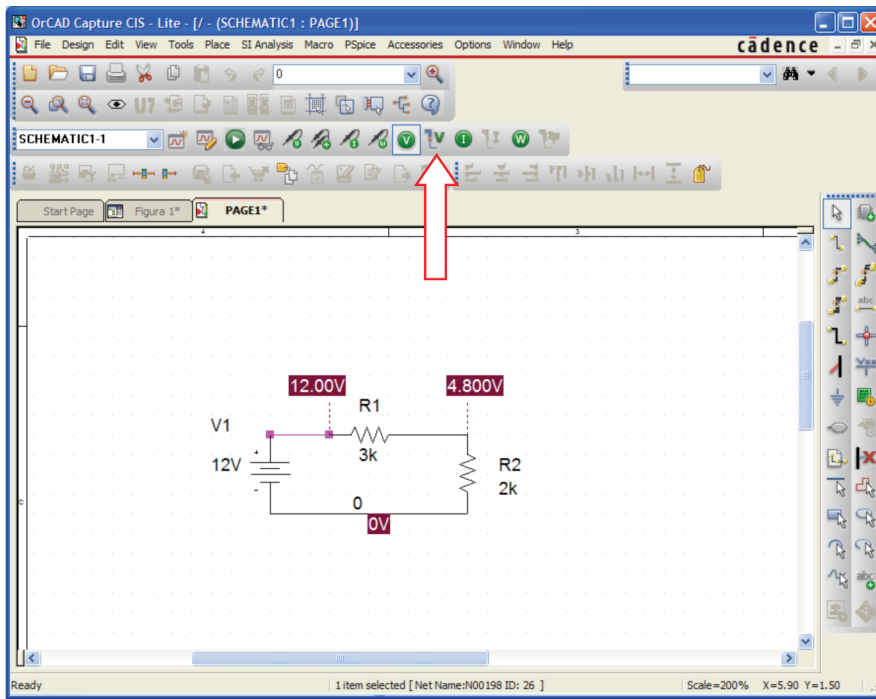 OrCAD Capture CIS - Lite - [/ - (SCHEMATIC1 : PAGE1)]
File Design Edit View Tools Place SI Analysis Macro PSpice Accessories Options Window Help
cādence
0
U?
SCHEMATIC1-1
V V I I W
Start Page Figura 1* PAGE1*
4 3
abc
12.00V 4.800V
R1
V1
3k
12V
R2
2k
0
0V
C
abc
Ready 1 item selected [ Net Name:N00198 ID: 26 ] Scale=200% X=5.90 Y=1.50